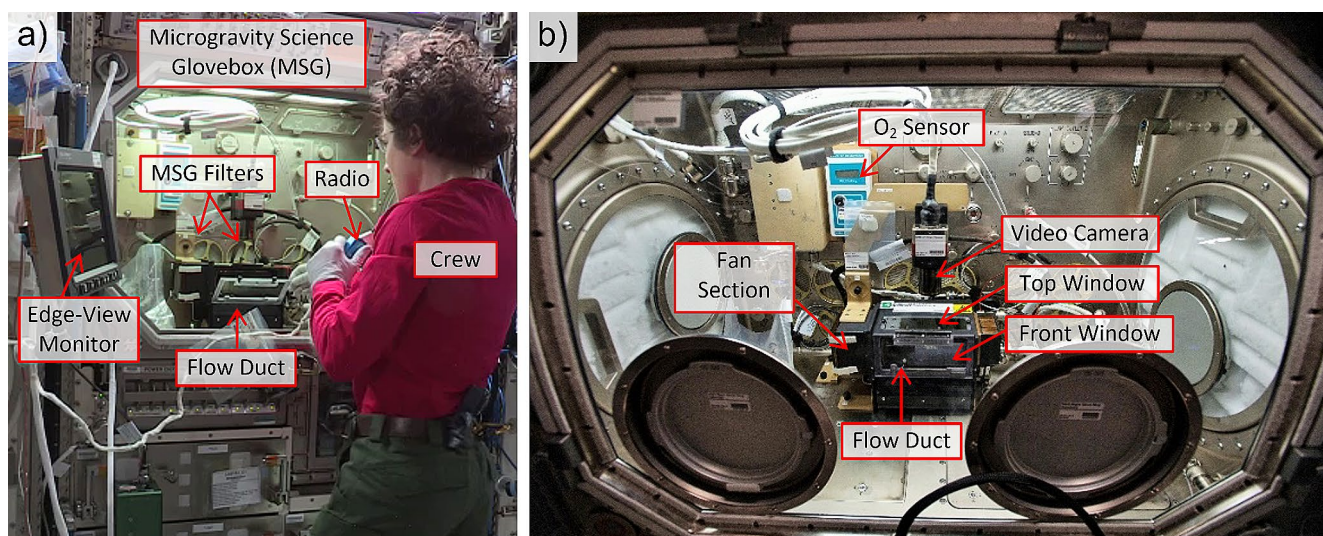 a)
Microgravity Science
Glovebox (MSG)
MSG Filters
Radio
Crew
Edge-View
Monitor
Flow Duct
b)
O₂ Sensor
Video Camera
Fan
Section
Top Window
Front Window
Flow Duct